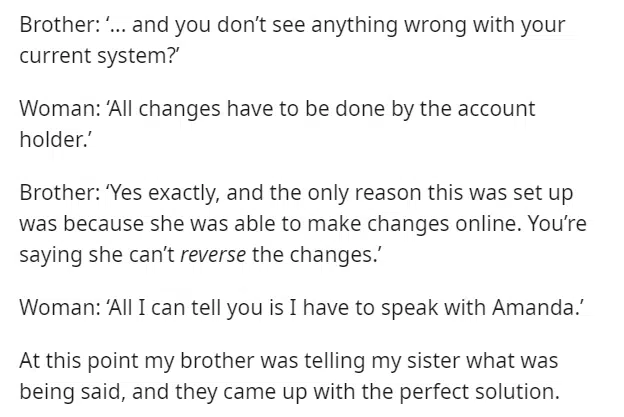 Brother: ‘... and you don’t see anything wrong with your
current system?’
Woman: ‘All changes have to be done by the account
holder.’
Brother: ‘Yes exactly, and the only reason this was set up
was because she was able to make changes online. You’re
saying she can’t reverse the changes.’
Woman: ‘All I can tell you is I have to speak with Amanda.’
At this point my brother was telling my sister what was
being said, and they came up with the perfect solution.